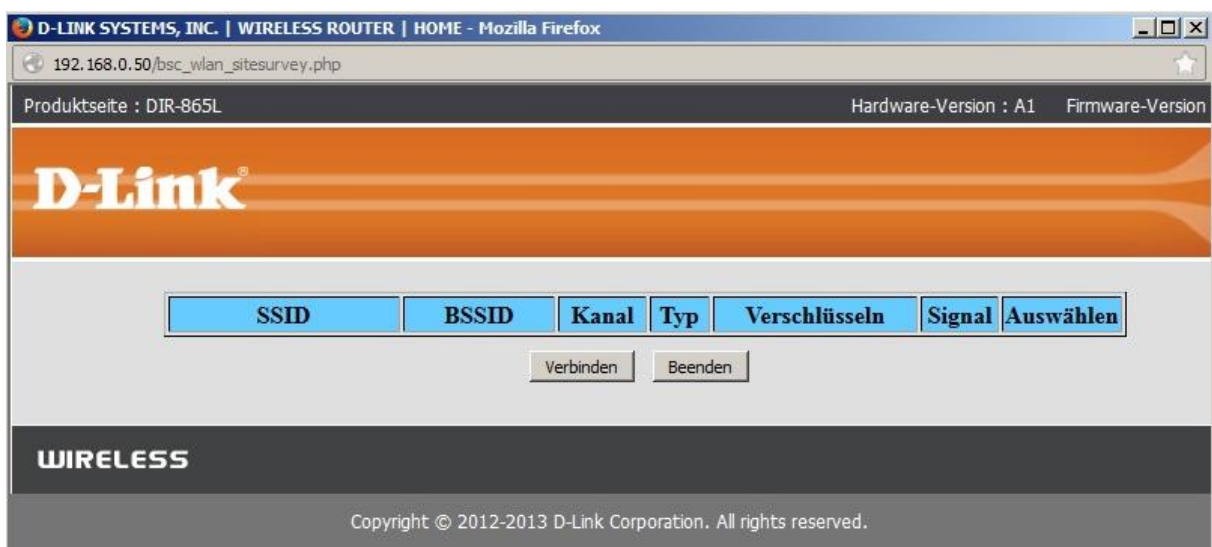 D-LINK SYSTEMS, INC. | WIRELESS ROUTER | HOME - Mozilla Firefox
192.168.0.50/bsc_wlan_sitesurvey.php
Produktseite : DIR-865L Hardware-Version : A1 Firmware-Version
D-Link®
SSID BSSID Kanal Typ Verschlüsseln Signal Auswählen
Verbinden Beenden
WIRELESS
Copyright © 2012-2013 D-Link Corporation. All rights reserved.